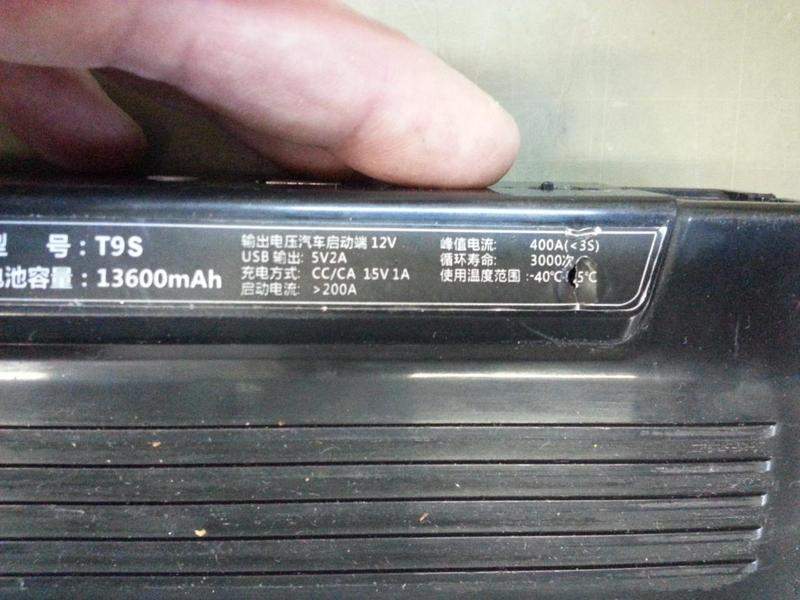 号：T9S
池容量：13600mAh
输出电压汽车启动端 12V
USB 输出: 5V2A
充电方式: CC/CA 15V 1A
启动电流: >200A
峰值电流: 400A(<3S)
循环寿命: 3000次
使用温度范围:-40℃ 5℃